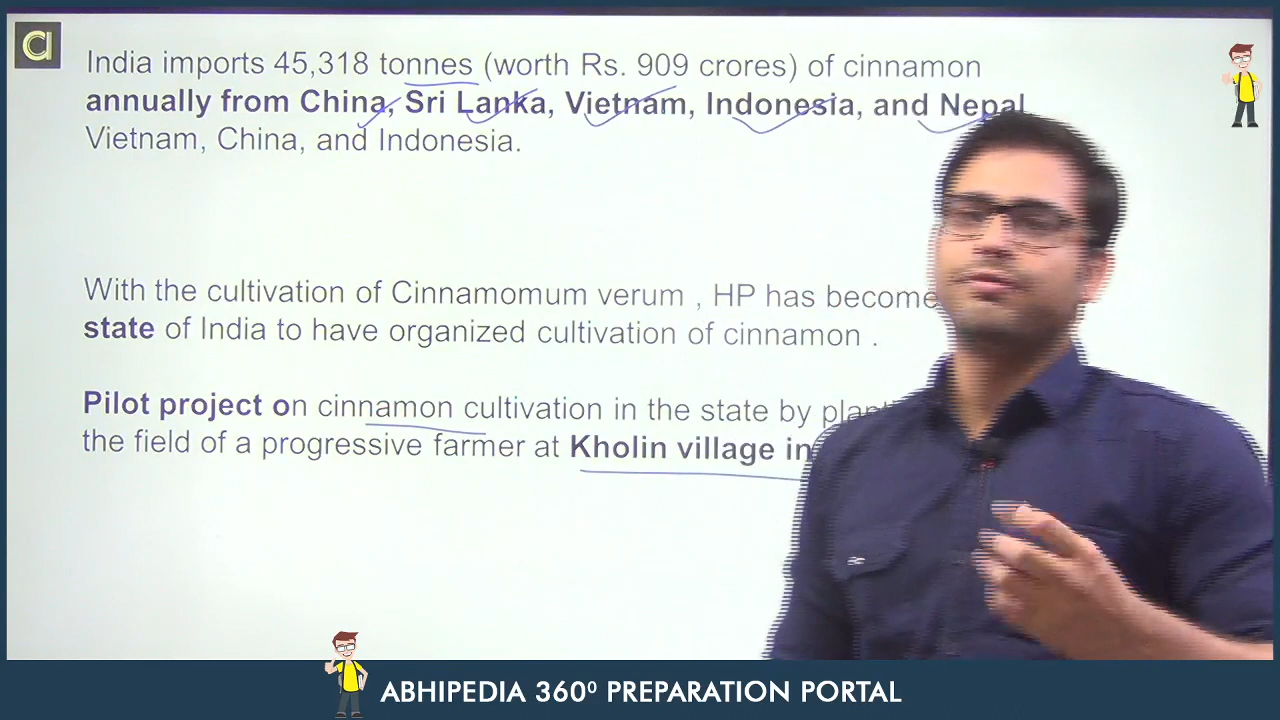 India imports 45,318 tonnes (worth Rs. 909 crores) of cinnamon
annually from China, Sri Lanka, Vietnam, Indonesia, and Nepal
Vietnam, China, and Indonesia.
With the cultivation of Cinnamomum verum , HP has become
state of India to have organized cultivation of cinnamon .
Pilot project on cinnamon cultivation in the state by
the field of a progressive farmer at Kholin village in
ABHIPEDIA 360⁰ PREPARATION PORTAL